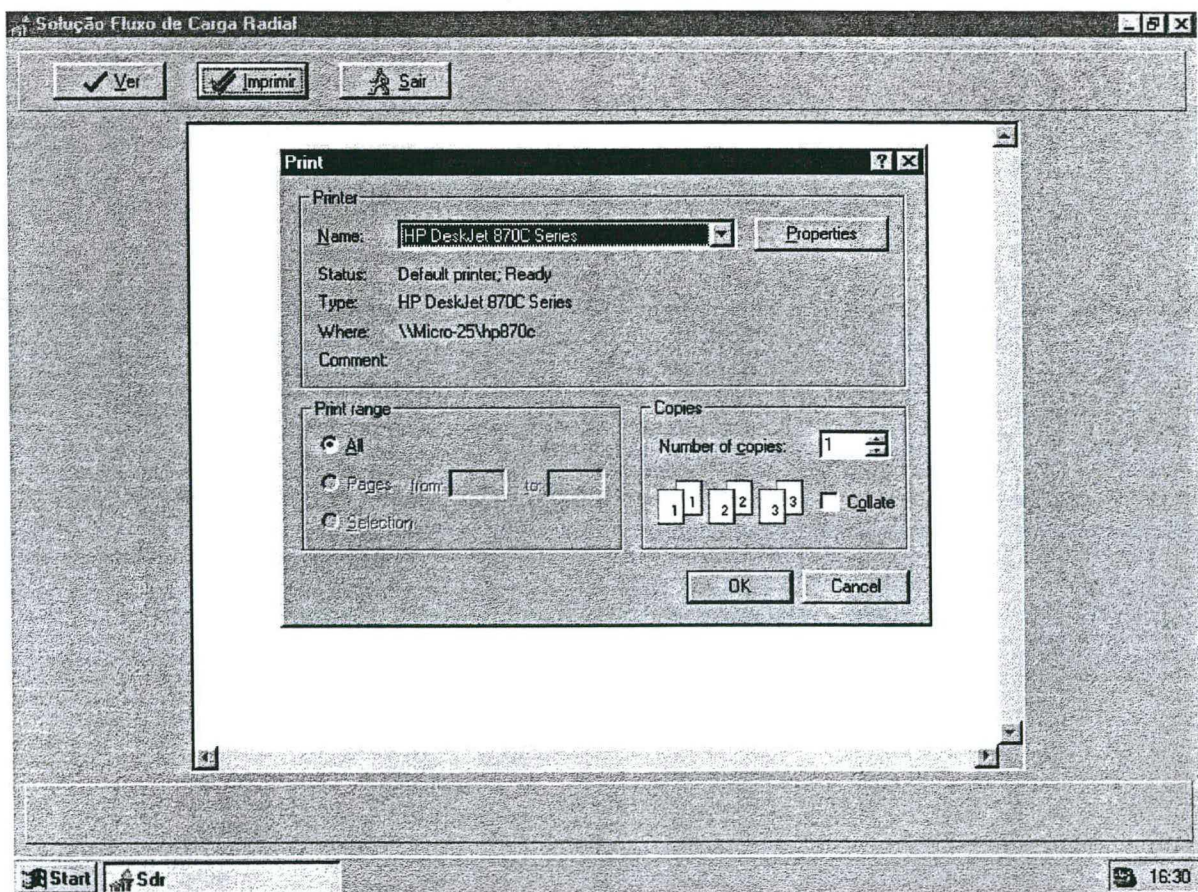 Solução Fluxo de Carga Radial
Ver Imprimir Sair
Print
Printer
Name: HP DeskJet 870C Series Properties
Status: Default printer; Ready
Type: HP DeskJet 870C Series
Where: \\Micro-25\hp870c
Comment:
Print range
All
Pages from: to:
Selection
Copies
Number of copies: 1
1 1 2 2 3 3 Collate
OK Cancel
Start Sdr 16:30